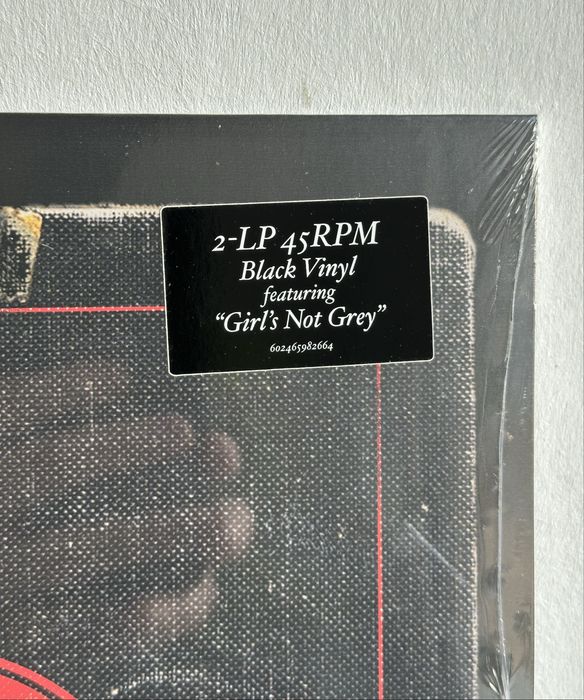 2-LP 45RPM
Black Vinyl
featuring
“Girl’s Not Grey”
602465982664